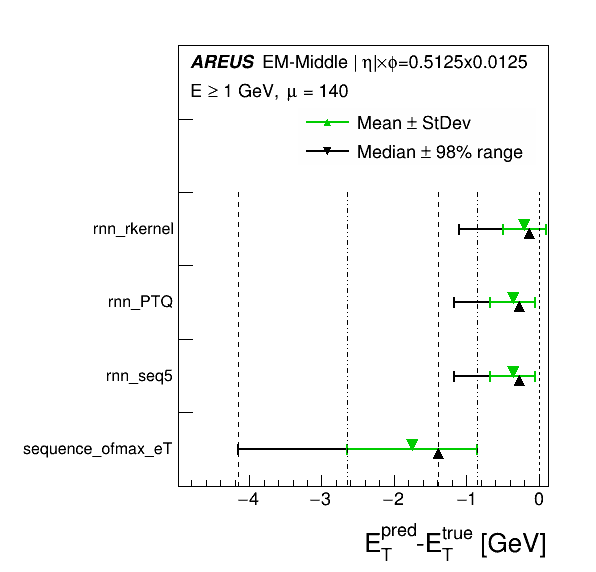 AREUS EM-Middle |η|×φ=0.5125x0.0125
E ≥ 1 GeV, μ = 140
Mean ± StDev
Median ± 98% range
rnn_rkernel
rnn_PTQ
rnn_seq5
sequence_ofmax_eT
−4 −3 −2 −1 0
E_T^pred-E_T^true [GeV]